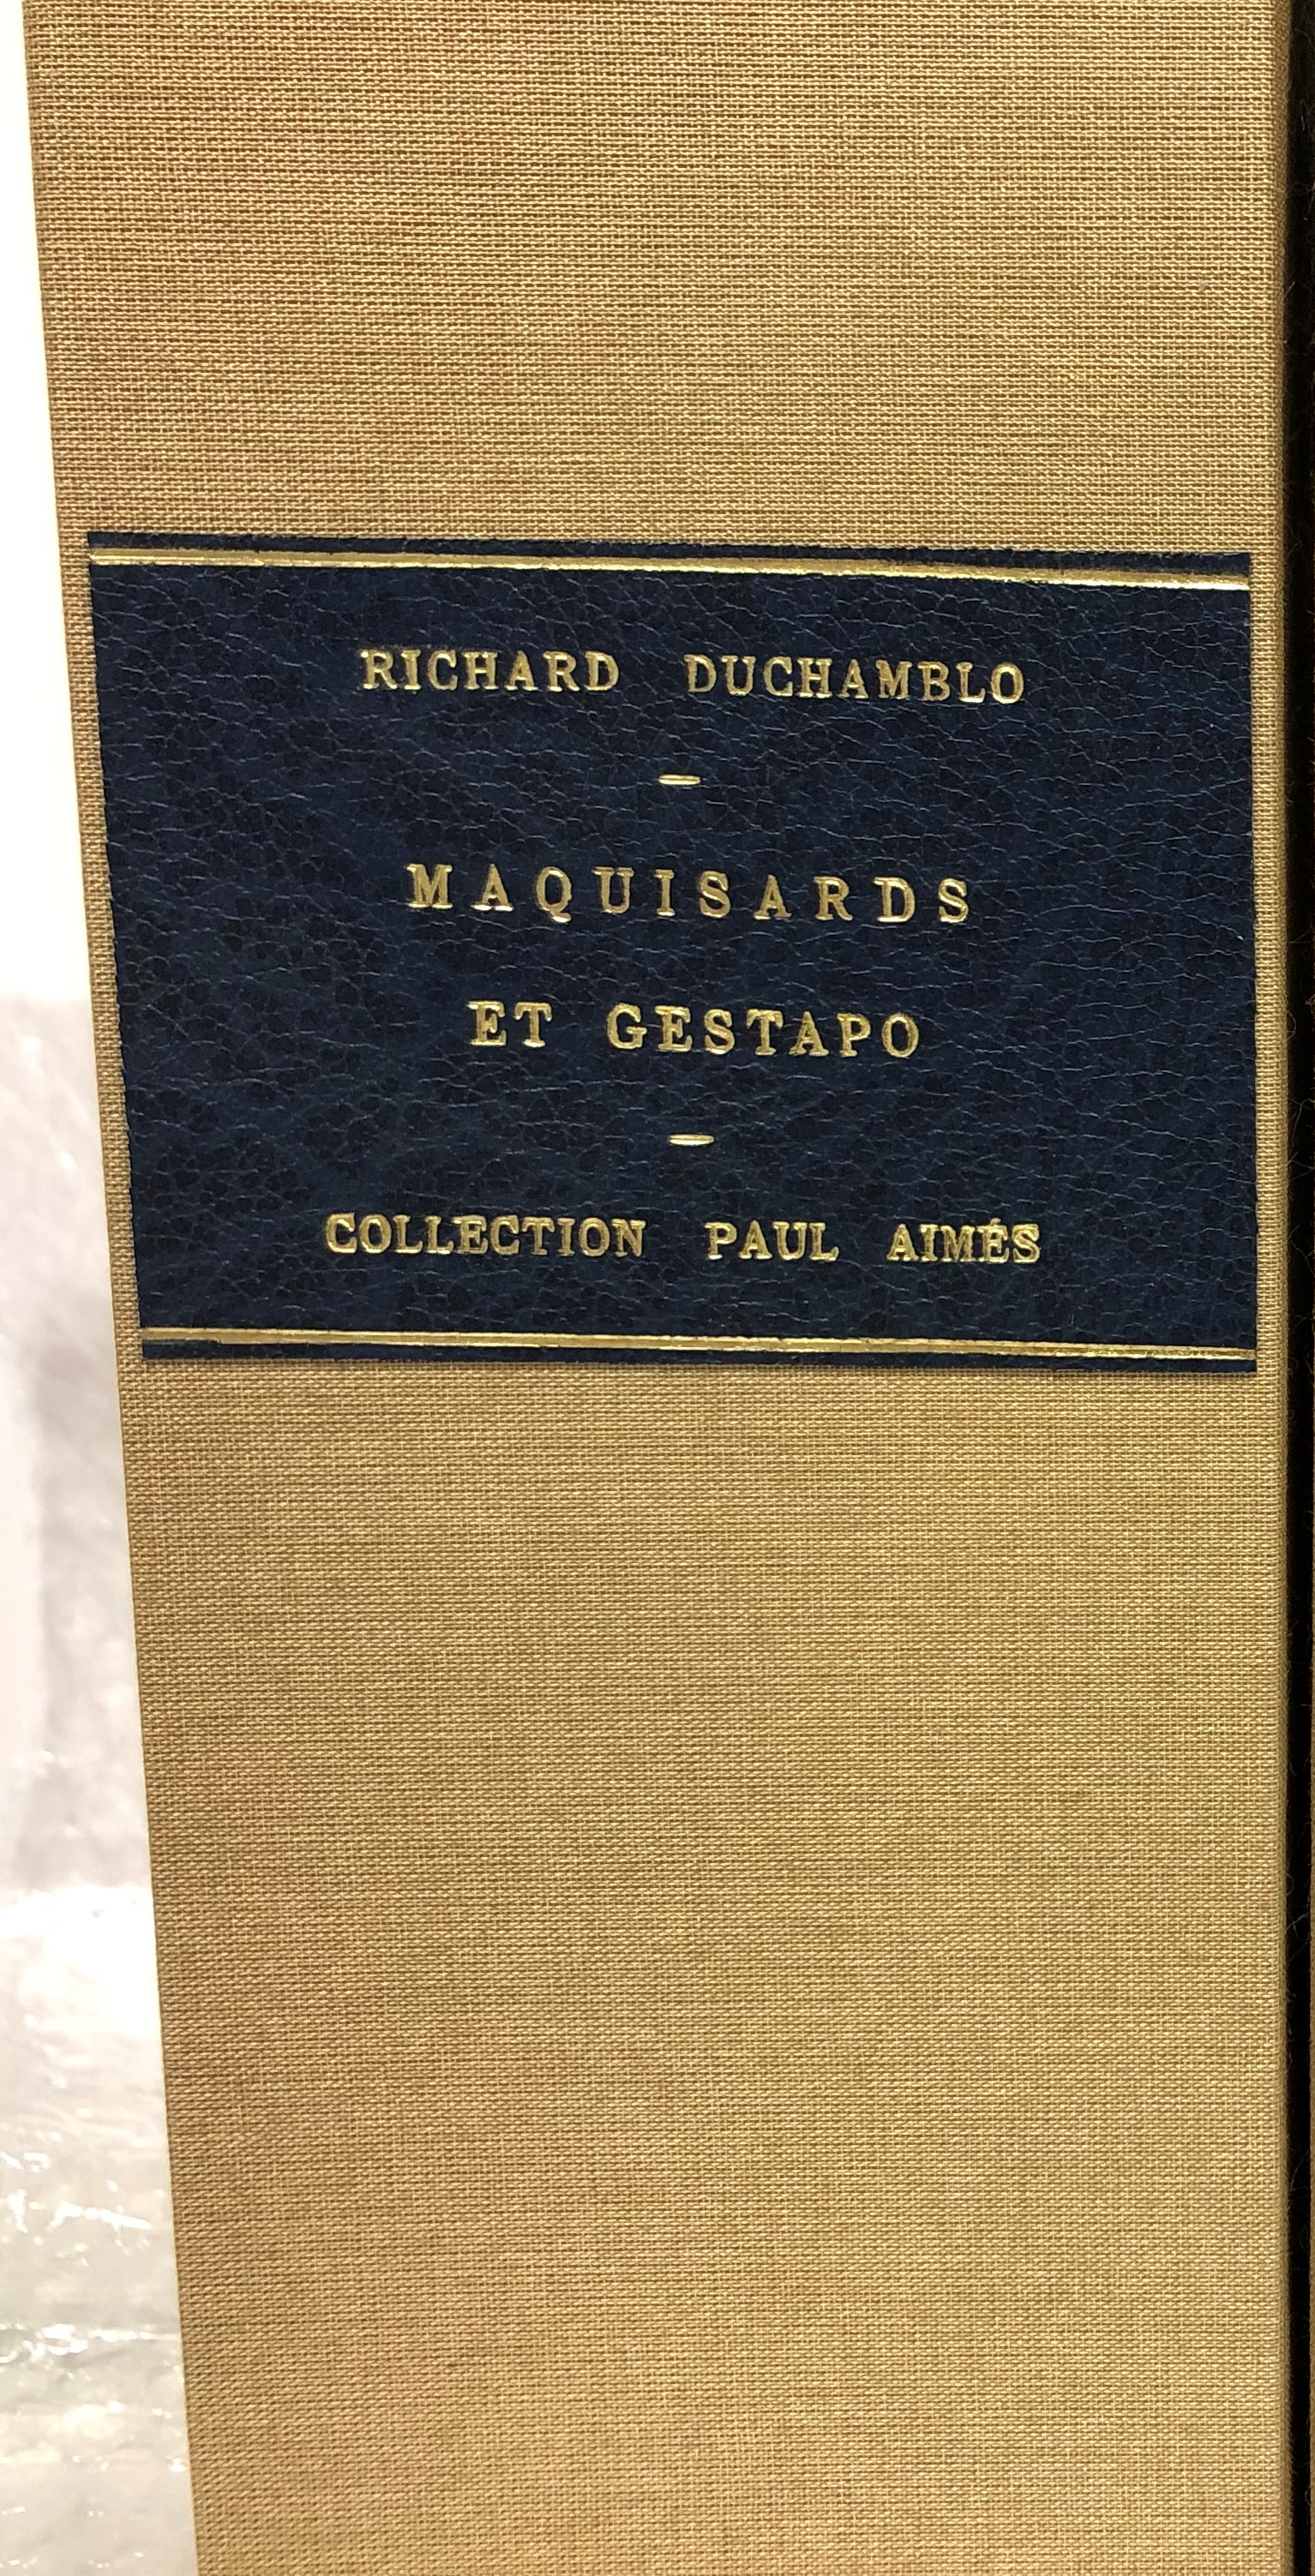 RICHARD DUCHAMBLO
–
MAQUISARDS
ET GESTAPO
–
COLLECTION PAUL AIMÉS